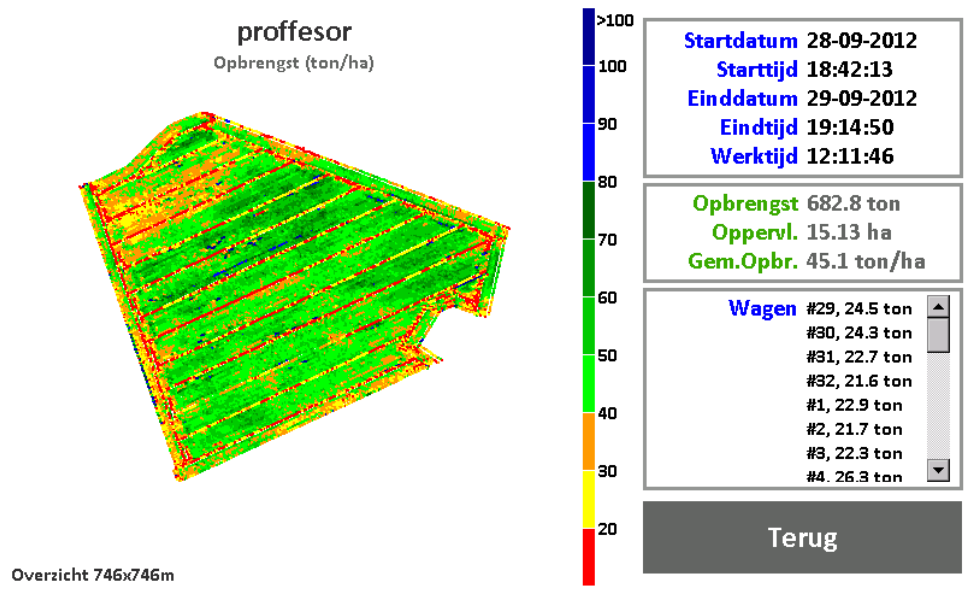 proffesor
Opbrengst (ton/ha)
>100
100
90
80
70
60
50
40
30
20
Overzicht 746x746m
Startdatum 28-09-2012
Starttijd 18:42:13
Einddatum 29-09-2012
Eindtijd 19:14:50
Werktijd 12:11:46
Opbrengst 682.8 ton
Oppervl. 15.13 ha
Gem.Opbr. 45.1 ton/ha
Wagen #29, 24.5 ton
#30, 24.3 ton
#31, 22.7 ton
#32, 21.6 ton
#1, 22.9 ton
#2, 21.7 ton
#3, 22.3 ton
#4, 26.3 ton
Terug